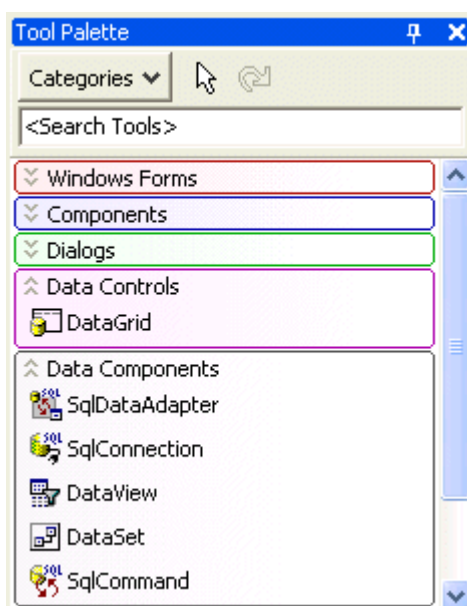 Tool Palette
Categories
<Search Tools>
Windows Forms
Components
Dialogs
Data Controls
DataGrid
Data Components
SqlDataAdapter
SqlConnection
DataView
DataSet
SqlCommand